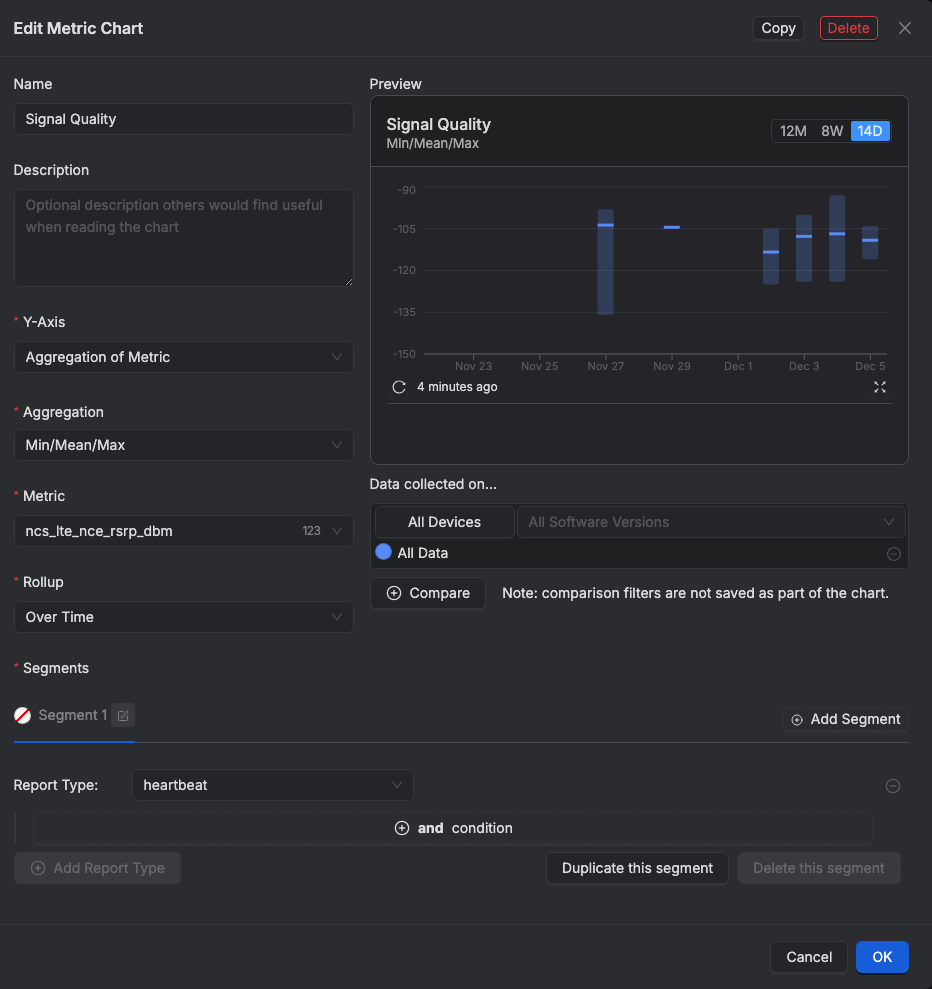 Edit Metric Chart
Copy
Delete
Name
Signal Quality
Description
Optional description others would find useful
when reading the chart
* Y-Axis
Aggregation of Metric
* Aggregation
Min/Mean/Max
* Metric
ncs_lte_nce_rsrp_dbm 123
* Rollup
Over Time
Preview
Signal Quality
Min/Mean/Max
12M 8W 14D
-90
-105
-120
-135
-150
Nov 23 Nov 25 Nov 27 Nov 29 Dec 1 Dec 3 Dec 5
4 minutes ago
Data collected on...
All Devices All Software Versions
All Data
Compare Note: comparison filters are not saved as part of the chart.
* Segments
Segment 1
Add Segment
Report Type: heartbeat
and condition
Add Report Type
Duplicate this segment
Delete this segment
Cancel
OK